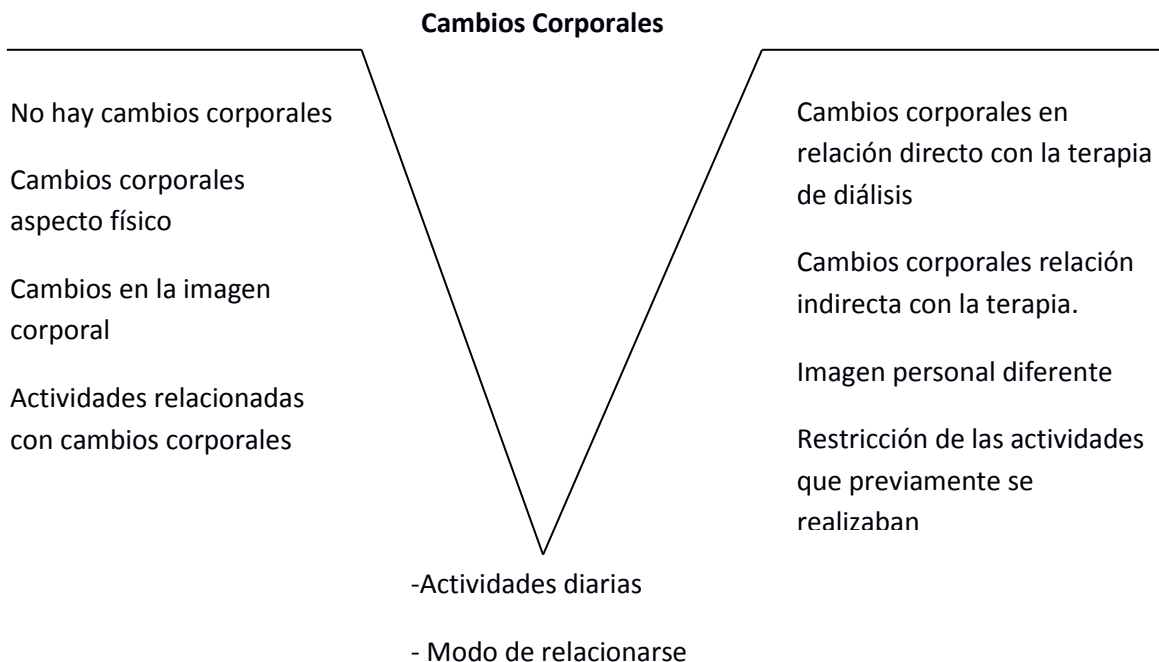 Cambios Corporales
No hay cambios corporales
Cambios corporales
aspecto físico
Cambios en la imagen
corporal
Actividades relacionadas
con cambios corporales
Cambios corporales en
relación directo con la terapia
de diálisis
Cambios corporales relación
indirecta con la terapia.
Imagen personal diferente
Restricción de las actividades
que previamente se
realizaban
-Actividades diarias
- Modo de relacionarse